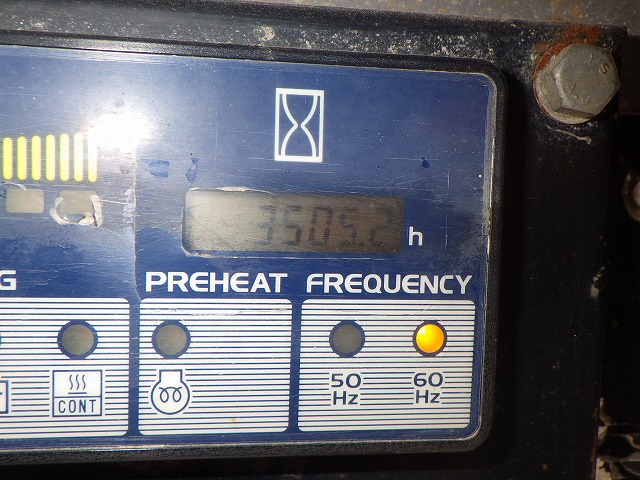 3505.2 h
G
PREHEAT
FREQUENCY
CONT
50
Hz
60
Hz